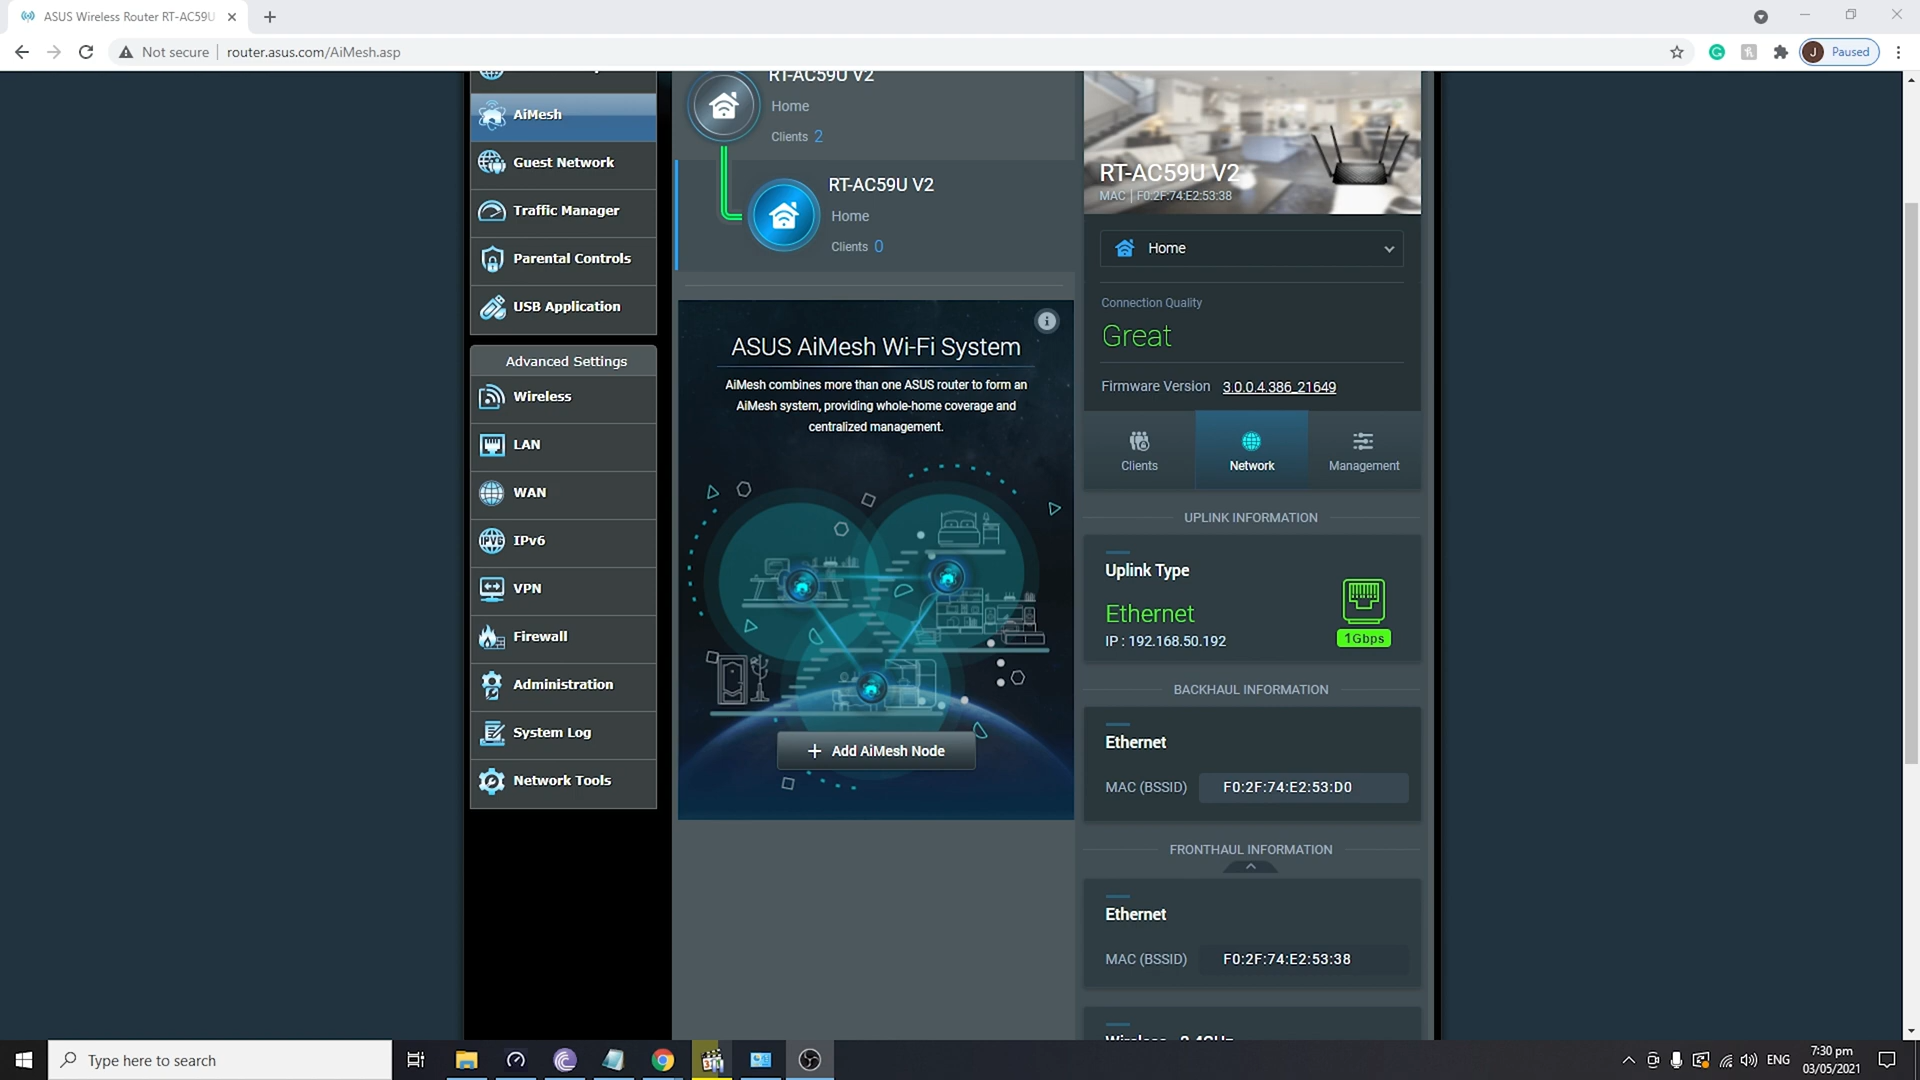 ASUS Wireless Router RT-AC59U
Not secure
router.asus.com/AiMesh.asp
Paused
J
AiMesh
Guest Network
Traffic Manager
Parental Controls
USB Application
Advanced Settings
Wireless
LAN
WAN
IPv6
VPN
Firewall
Administration
System Log
Network Tools
RT-AC59U V2
Home
Clients 2
RT-AC59U V2
Home
Clients 0
ASUS AiMesh Wi-Fi System
AiMesh combines more than one ASUS router to form an
AiMesh system, providing whole-home coverage and
centralized management.
+ Add AiMesh Node
RT-AC59U V2
MAC | F0:2F:74:E2:53:38
Home
Connection Quality
Great
Firmware Version 3.0.0.4.386_21649
Clients
Network
Management
UPLINK INFORMATION
Uplink Type
Ethernet
IP : 192.168.50.192
1Gbps
BACKHAUL INFORMATION
Ethernet
MAC (BSSID) F0:2F:74:E2:53:D0
FRONTHAUL INFORMATION
Ethernet
MAC (BSSID) F0:2F:74:E2:53:38
Type here to search
ENG
7:30 pm
03/05/2021